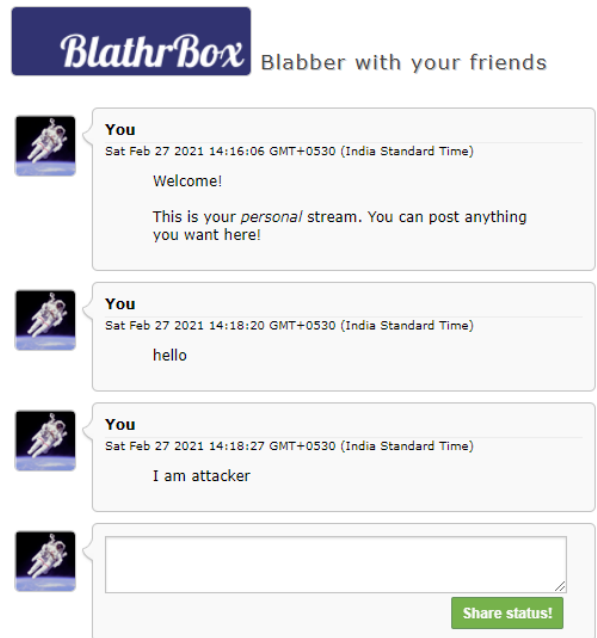 BlathrBox Blabber with your friends
You
Sat Feb 27 2021 14:16:06 GMT+0530 (India Standard Time)
Welcome!
This is your personal stream. You can post anything
you want here!
You
Sat Feb 27 2021 14:18:20 GMT+0530 (India Standard Time)
hello
You
Sat Feb 27 2021 14:18:27 GMT+0530 (India Standard Time)
I am attacker
Share status!